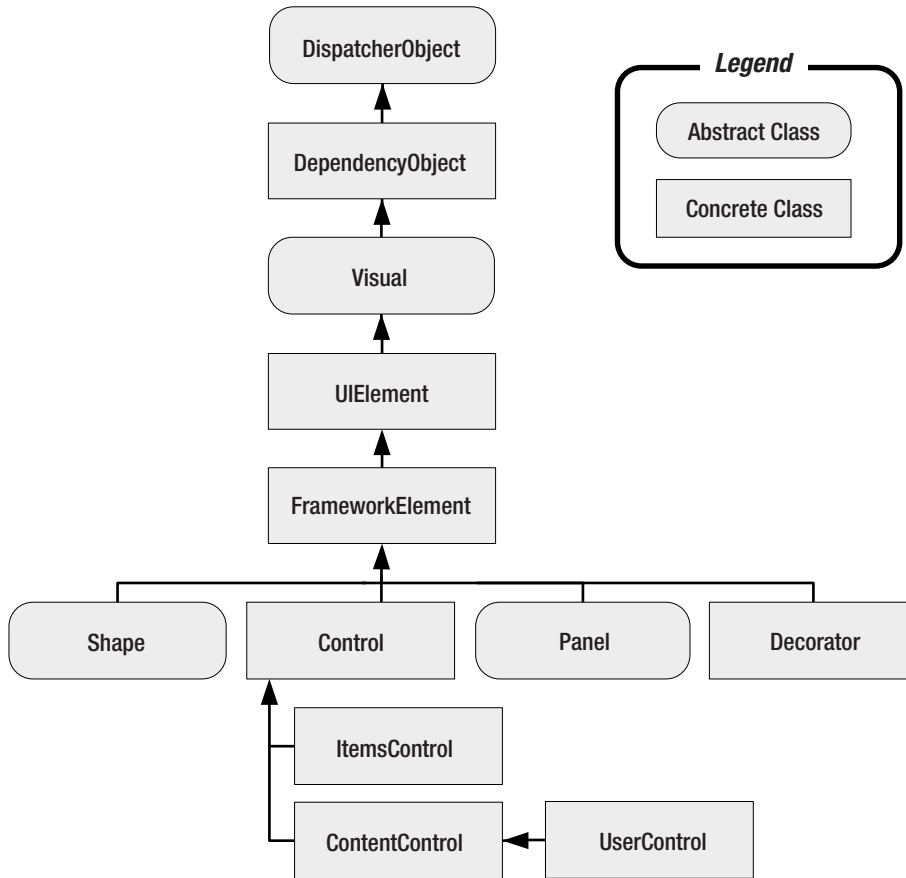 DispatcherObject
Legend
Abstract Class
DependencyObject
Concrete Class
Visual
UIElement
FrameworkElement
Shape
Control
Panel
Decorator
ItemsControl
ContentControl
UserControl